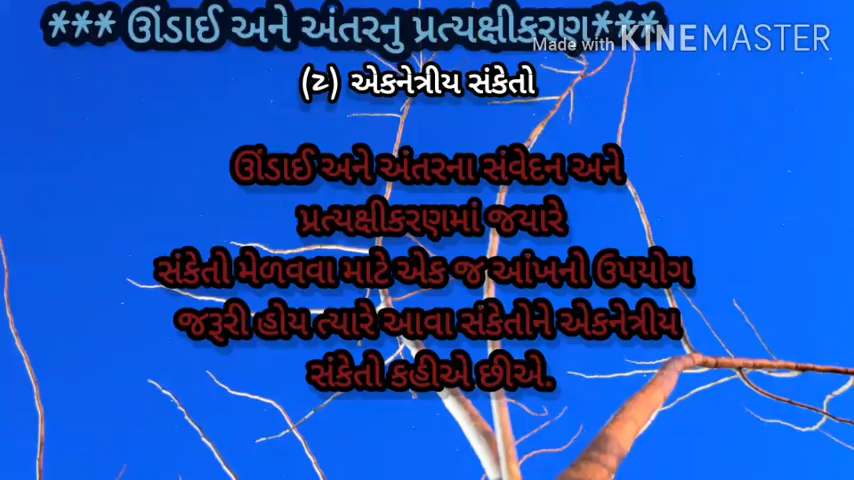 *** ઊંડાઈ અને અંતરનુ પ્રત્યક્ષીકરણ***
Made with KINEMASTER
(૨) એકનેત્રીય સંકેતો
ઊંડાઈ અને અંતરના સંવેદન અને
પ્રત્યક્ષીકરણમાં જ્યારે
સંકેતો મેળવવા માટે એક જ આંખનો ઉપયોગ
જરૂરી હોય ત્યારે આવા સંકેતોને એકનેત્રીય
સંકેતો કહીએ છીએ.